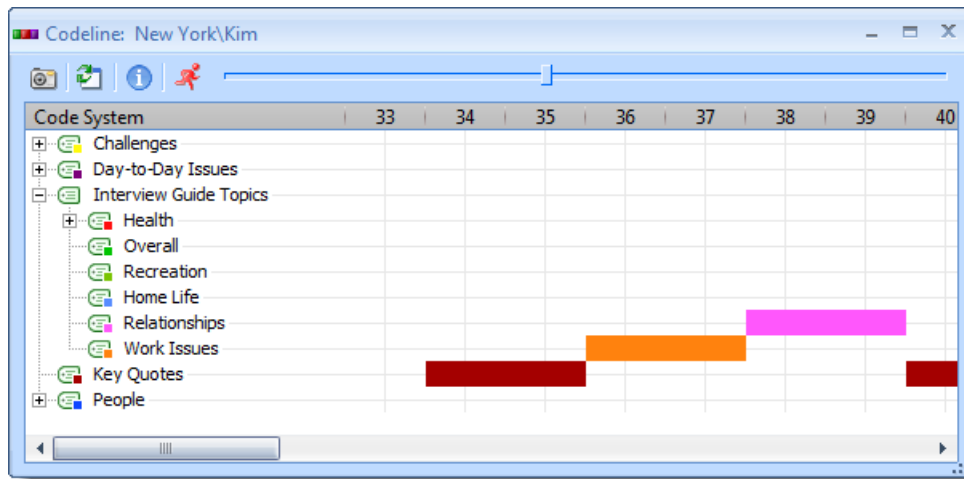 Codeline: New York\Kim
Code System 33 34 35 36 37 38 39 40
Challenges
Day-to-Day Issues
Interview Guide Topics
Health
Overall
Recreation
Home Life
Relationships
Work Issues
Key Quotes
People